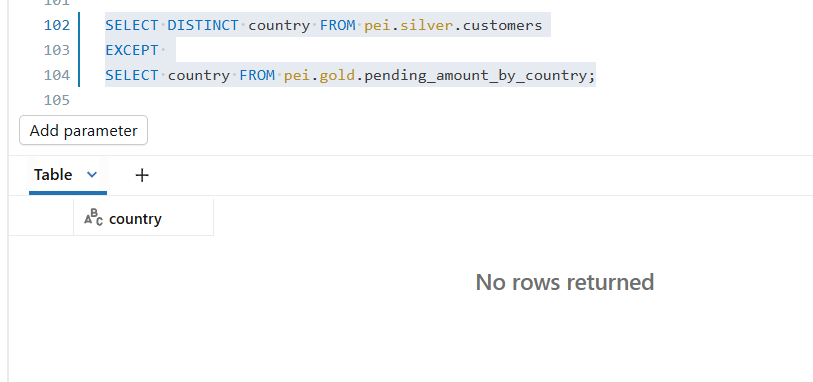 101
102 SELECT DISTINCT country FROM pei.silver.customers
103 EXCEPT
104 SELECT country FROM pei.gold.pending_amount_by_country;
105
Add parameter
Table +
ABC country
No rows returned